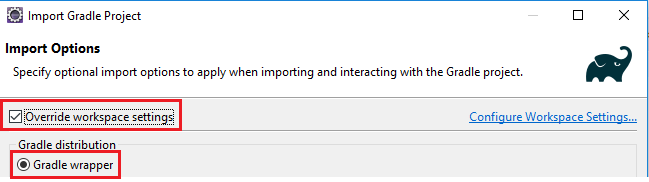 Import Gradle Project
Import Options
Specify optional import options to apply when importing and interacting with the Gradle project.
Override workspace settings
Configure Workspace Settings...
Gradle distribution
Gradle wrapper